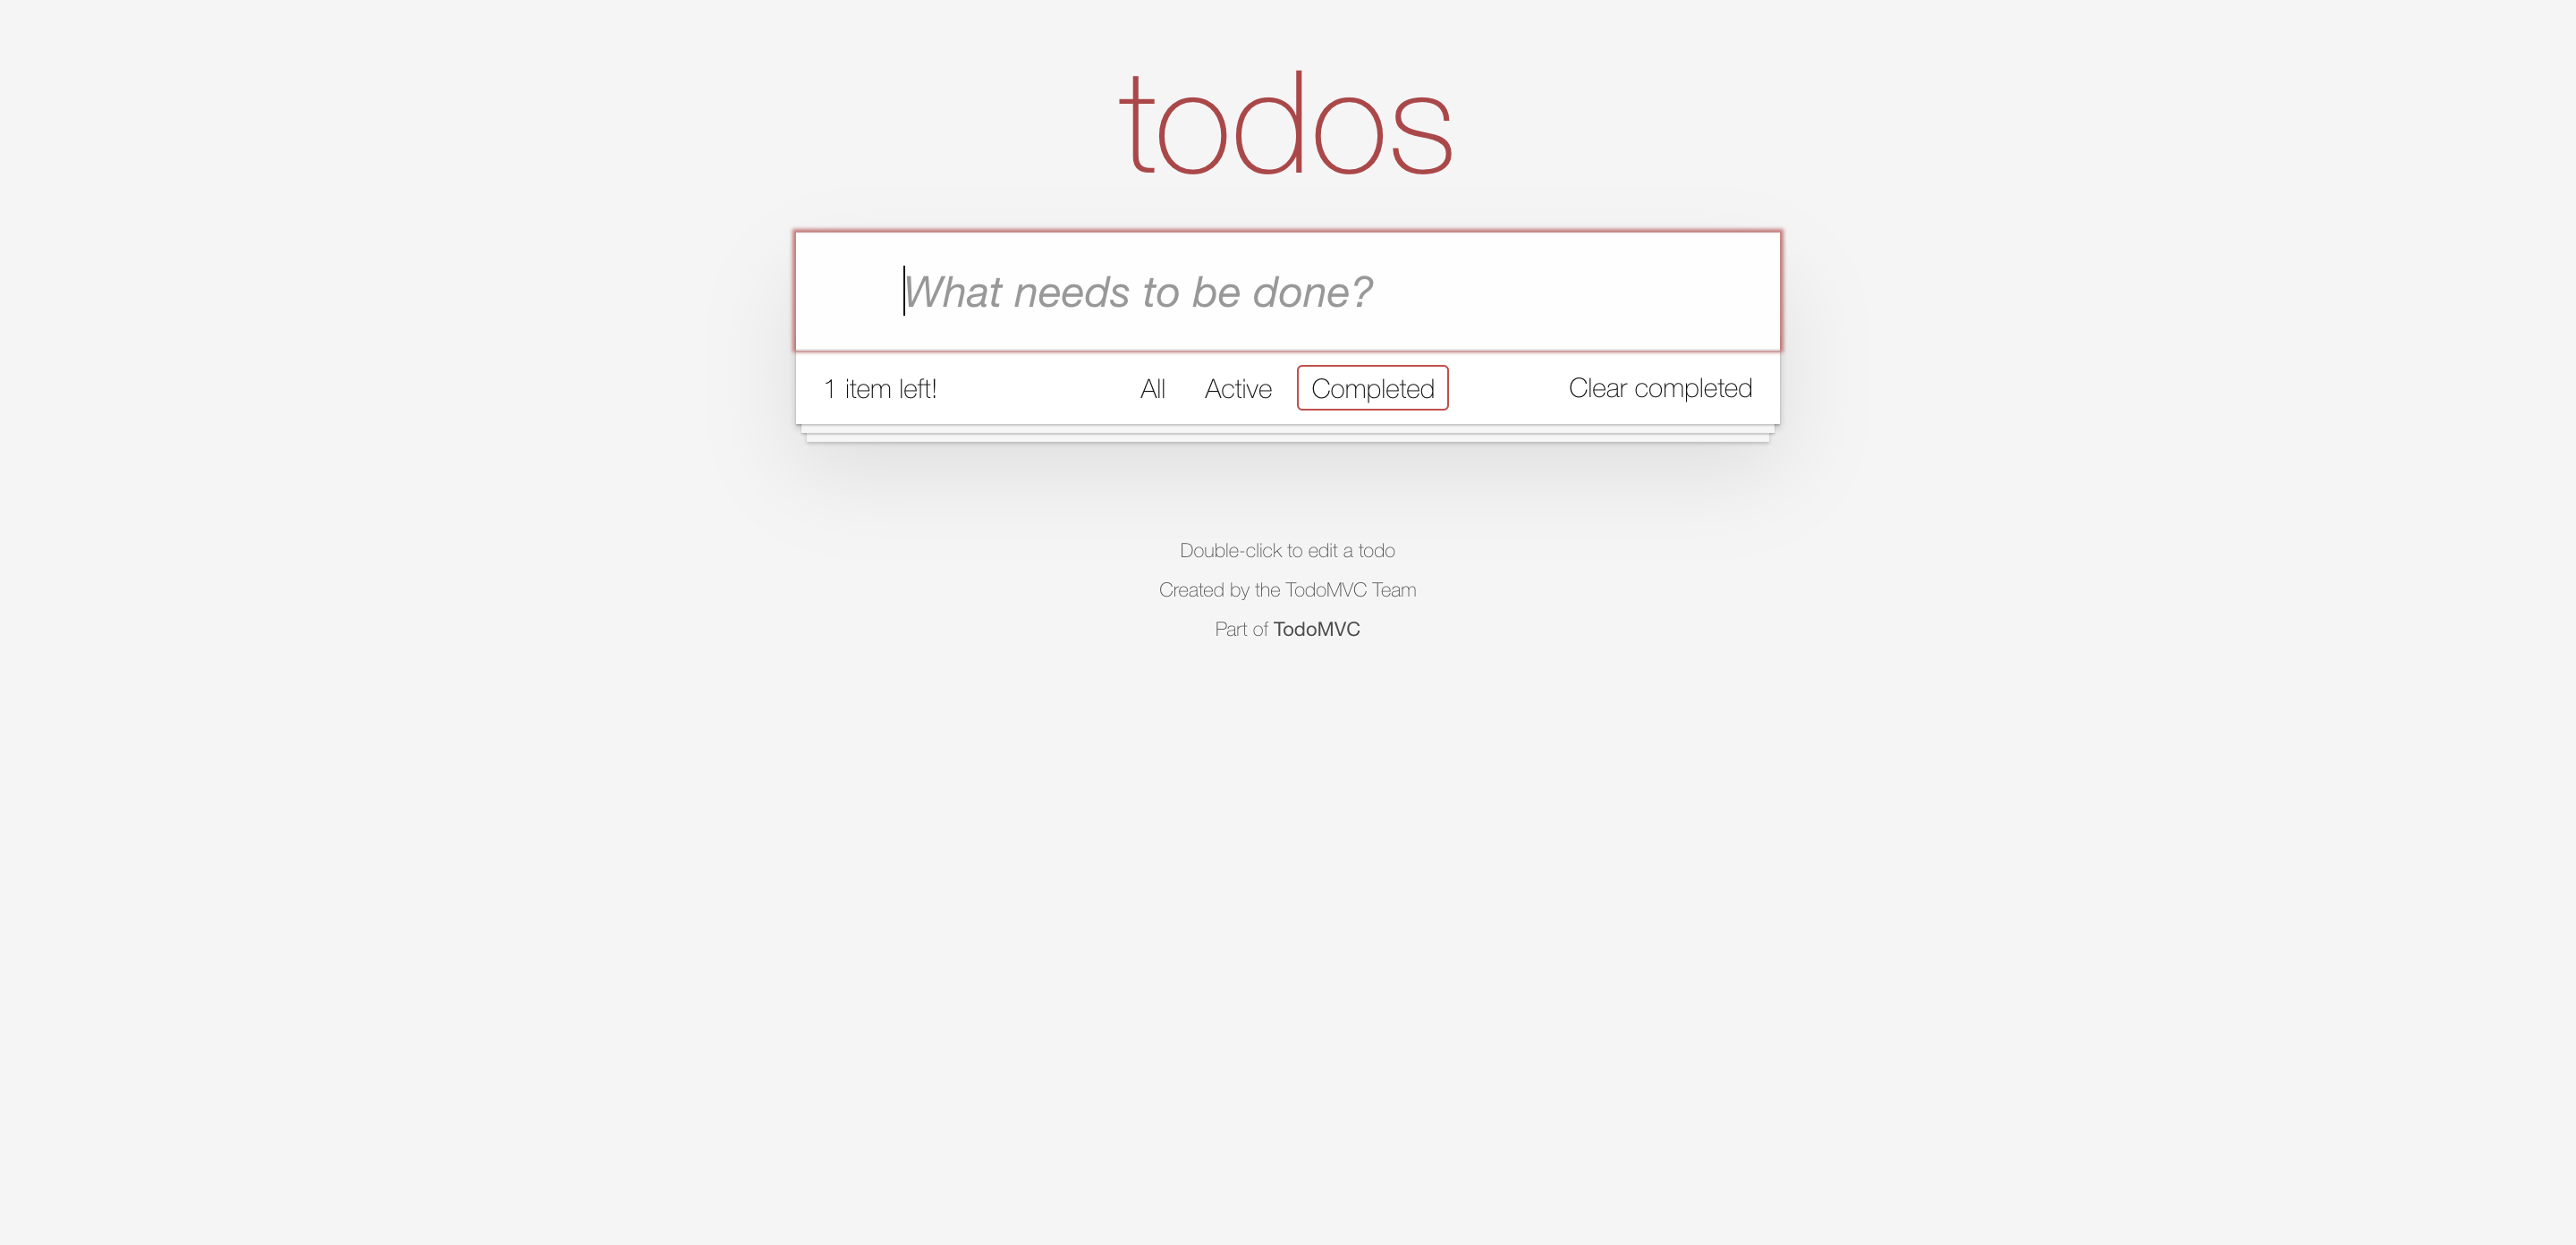 todos
What needs to be done?
1 item left!
All Active Completed
Clear completed
Double-click to edit a todo
Created by the TodoMVC Team
Part of TodoMVC